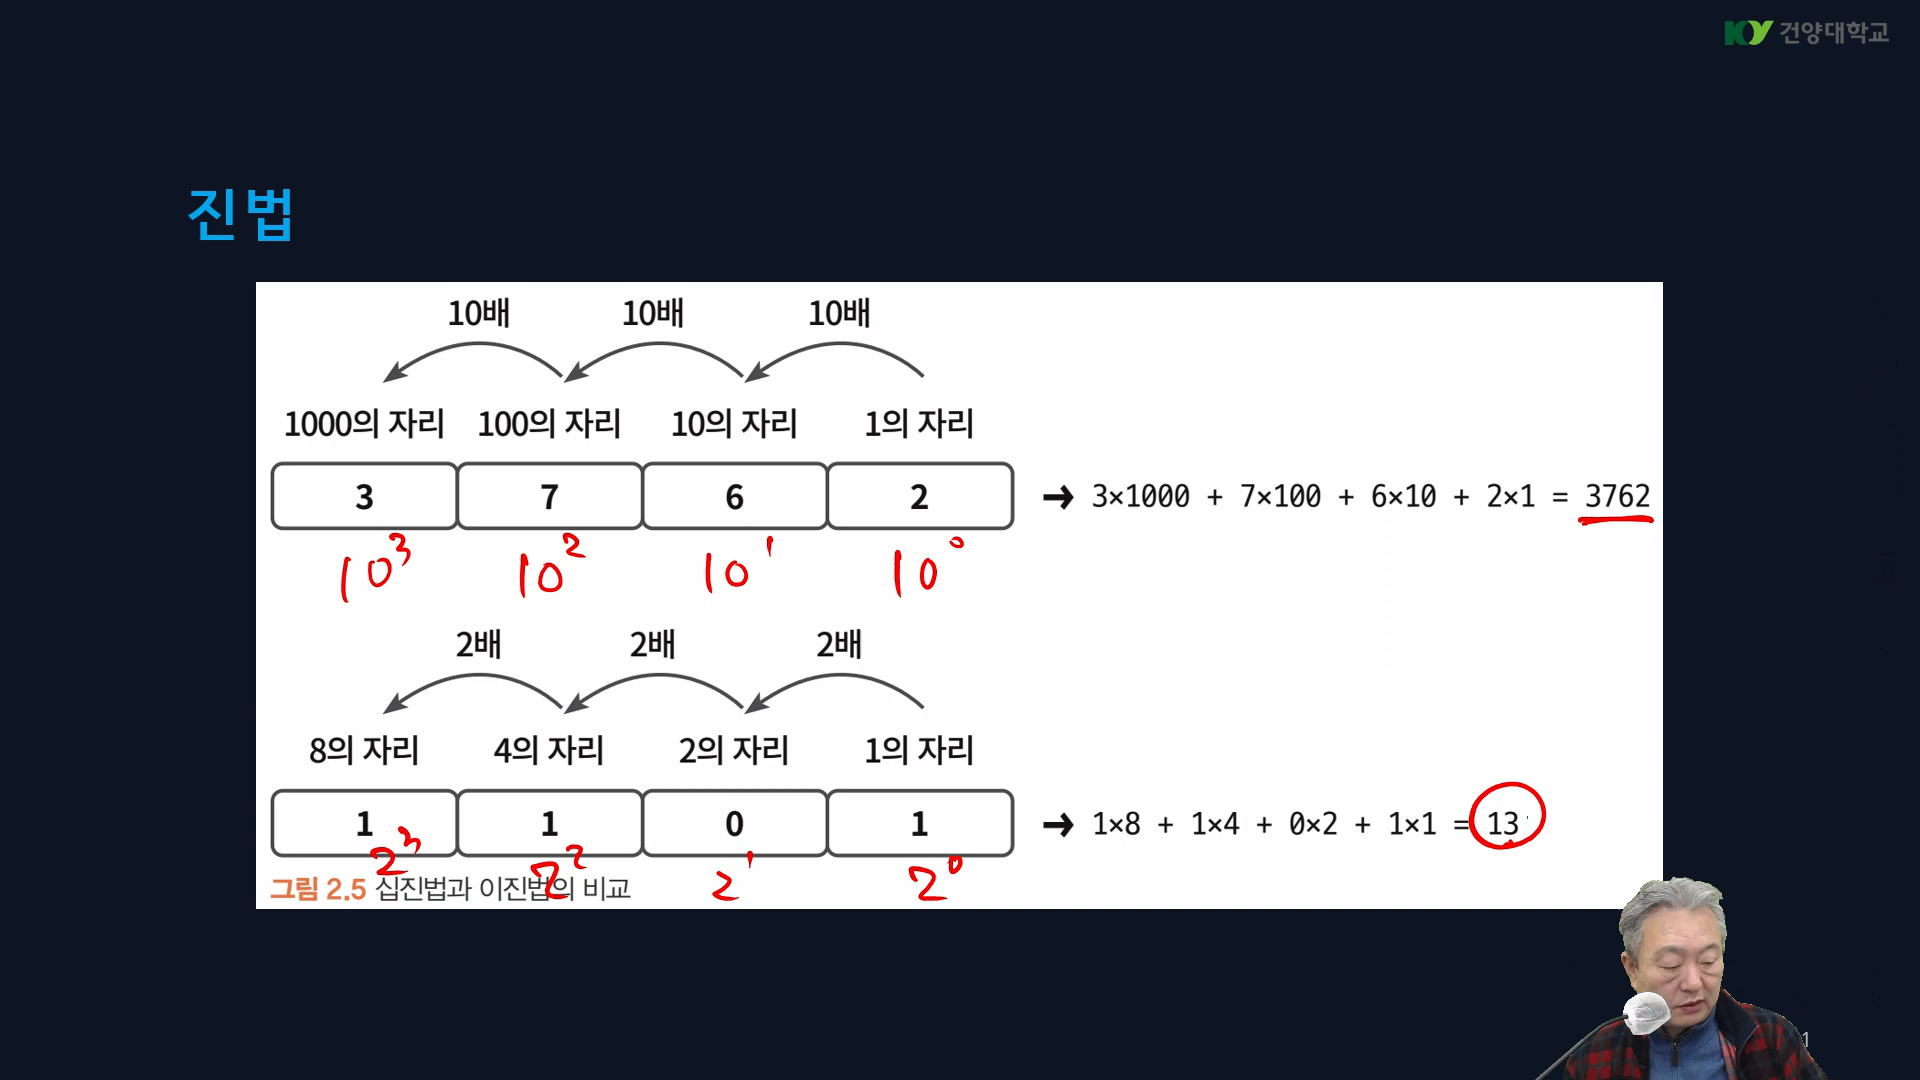 KY 건양대학교
진법
10배 10배 10배
1000의 자리 100의 자리 10의 자리 1의 자리
3 7 6 2 → 3×1000 + 7×100 + 6×10 + 2×1 = 3762
10³ 10² 10¹ 10⁰
2배 2배 2배
8의 자리 4의 자리 2의 자리 1의 자리
1 1 0 1 → 1×8 + 1×4 + 0×2 + 1×1 = 13
2³ 2² 2¹ 2⁰
그림 2.5 십진법과 이진법의 비교